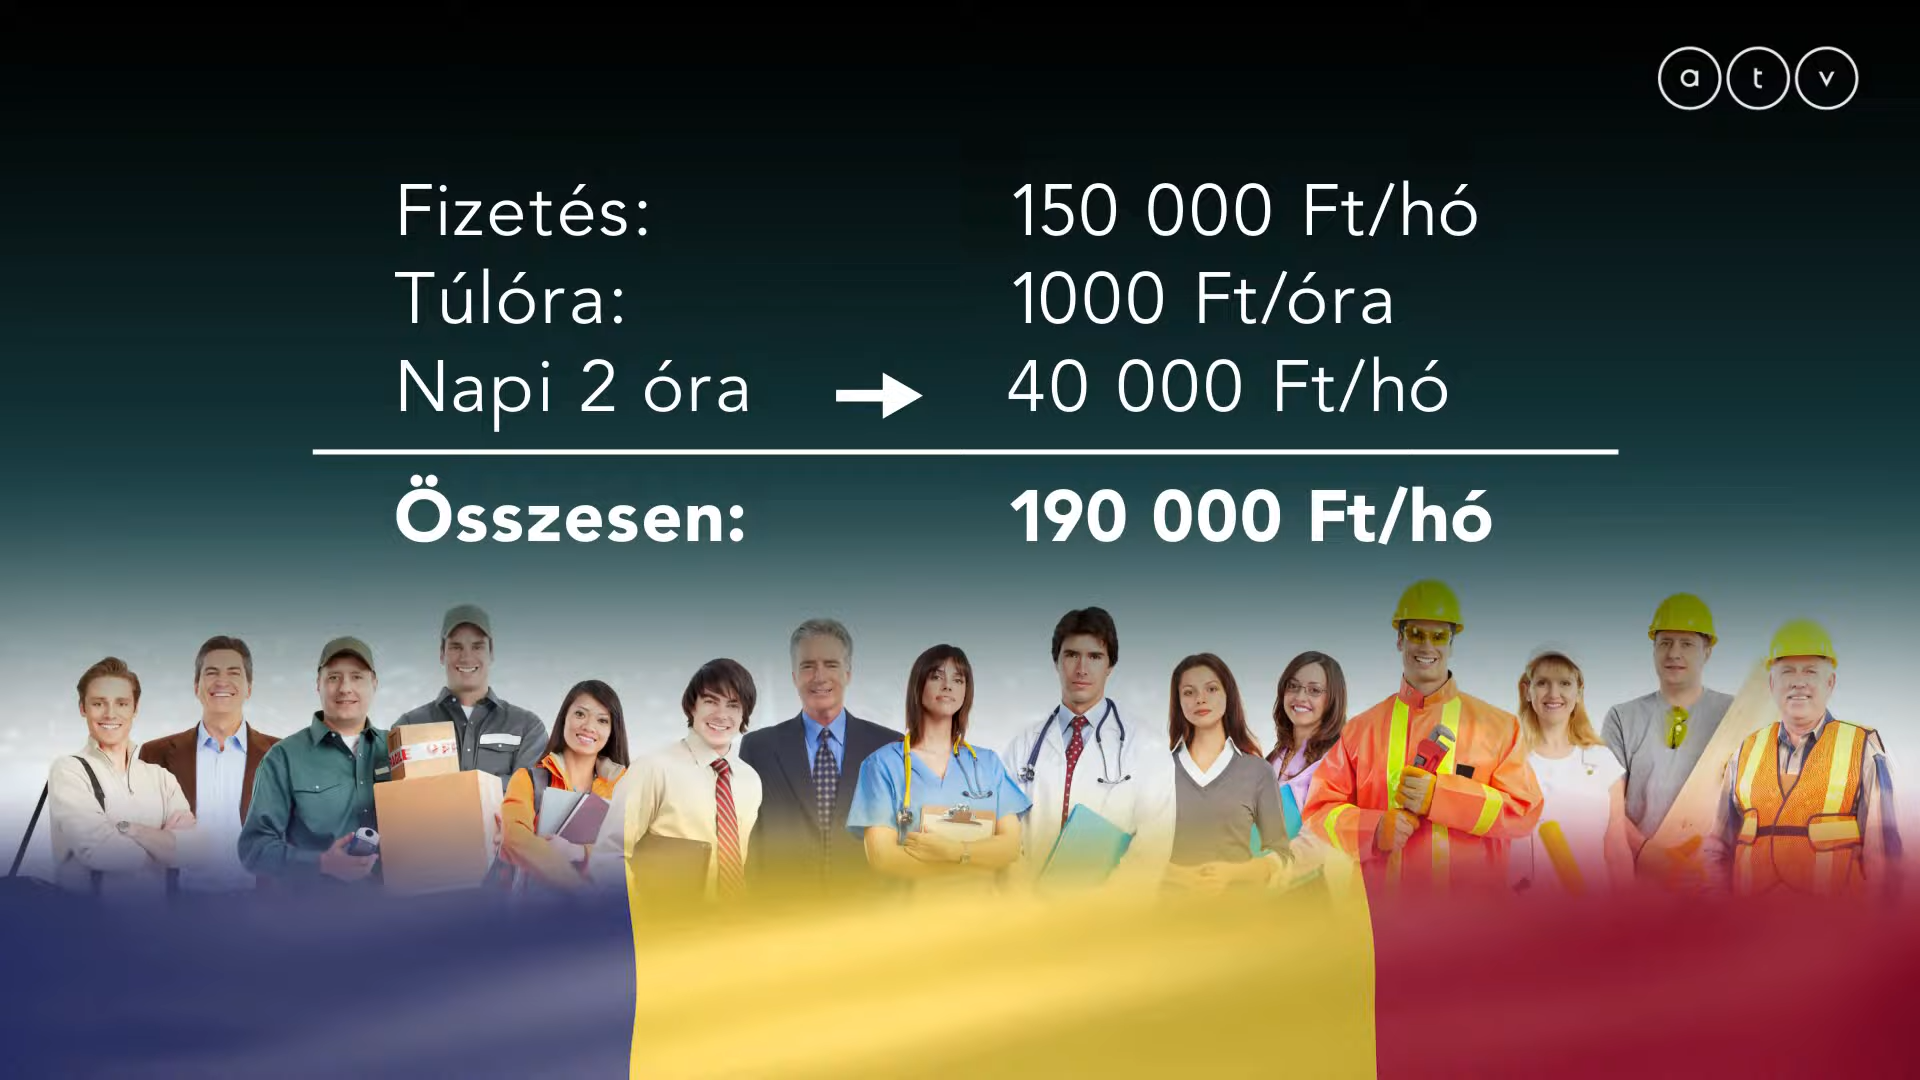 a t v
Fizetés: 150 000 Ft/hó
Túlóra: 1000 Ft/óra
Napi 2 óra → 40 000 Ft/hó
Összesen: 190 000 Ft/hó